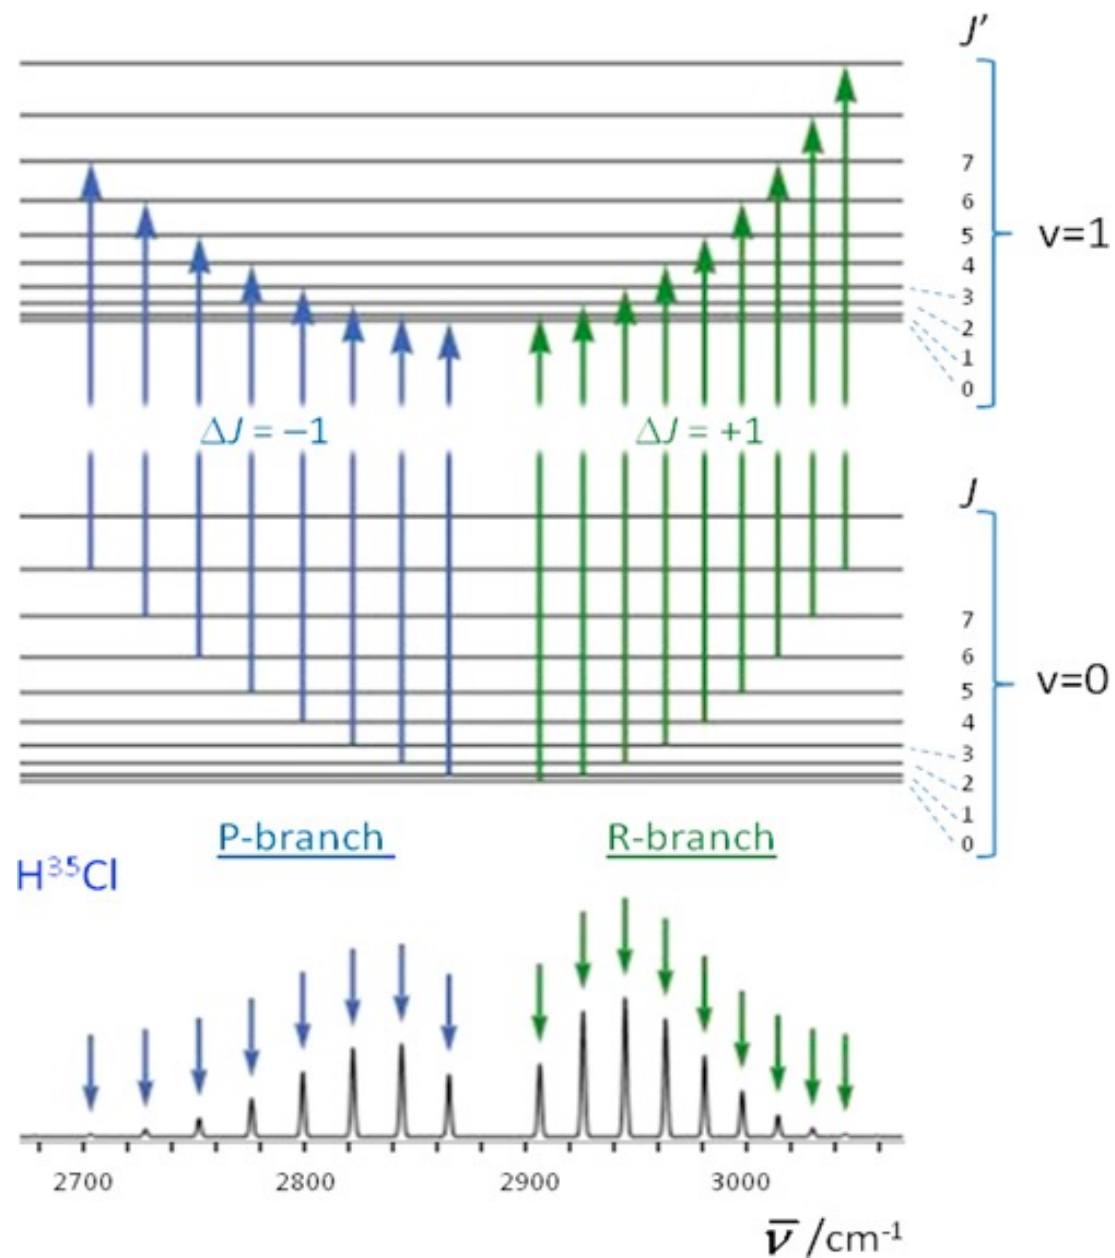 J'
7
6
5
4
3
2
1
0
v=1
ΔJ = −1
ΔJ = +1
J
7
6
5
4
3
2
1
0
v=0
P-branch
R-branch
H³⁵Cl
2700
2800
2900
3000
ν̅ /cm⁻¹